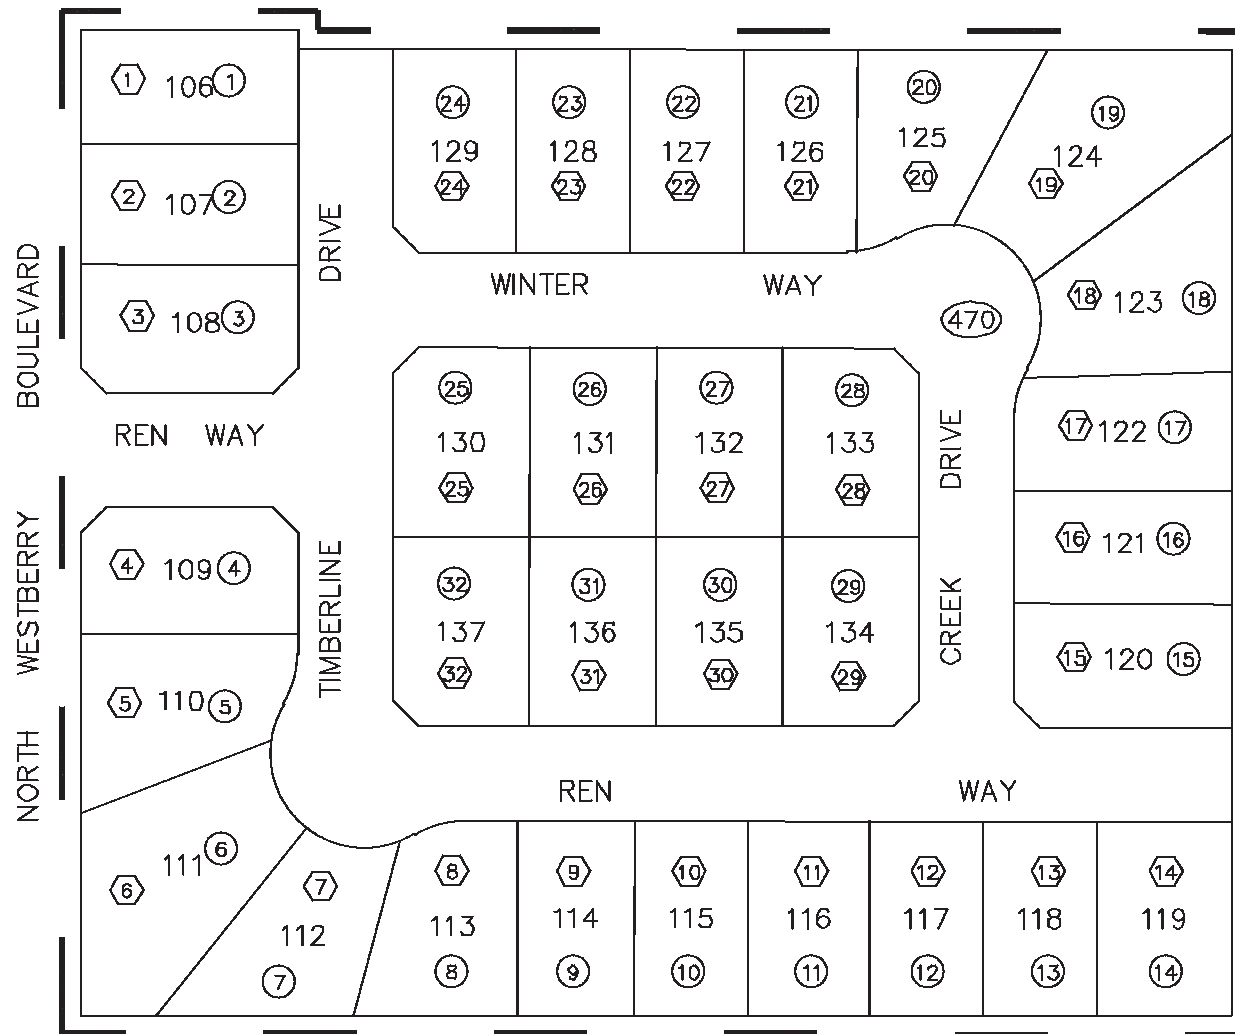 1 106 1
24 23 22 21 20 19
129 128 127 126 125 124
24 23 22 21 20 19
2 107 2
DRIVE
BOULEVARD
3 108 3
WINTER WAY
18 123 18
470
REN WAY
25 26 27 28
130 131 132 133
25 26 27 28
DRIVE
17 122 17
WESTBERRY
4 109 4
TIMBERLINE
16 121 16
32 31 30 29
137 136 135 134
32 31 30 29
CREEK
15 120 15
5 110 5
NORTH
REN WAY
6 111 6
7
112
7
8 9 10 11 12 13 14
113 114 115 116 117 118 119
8 9 10 11 12 13 14